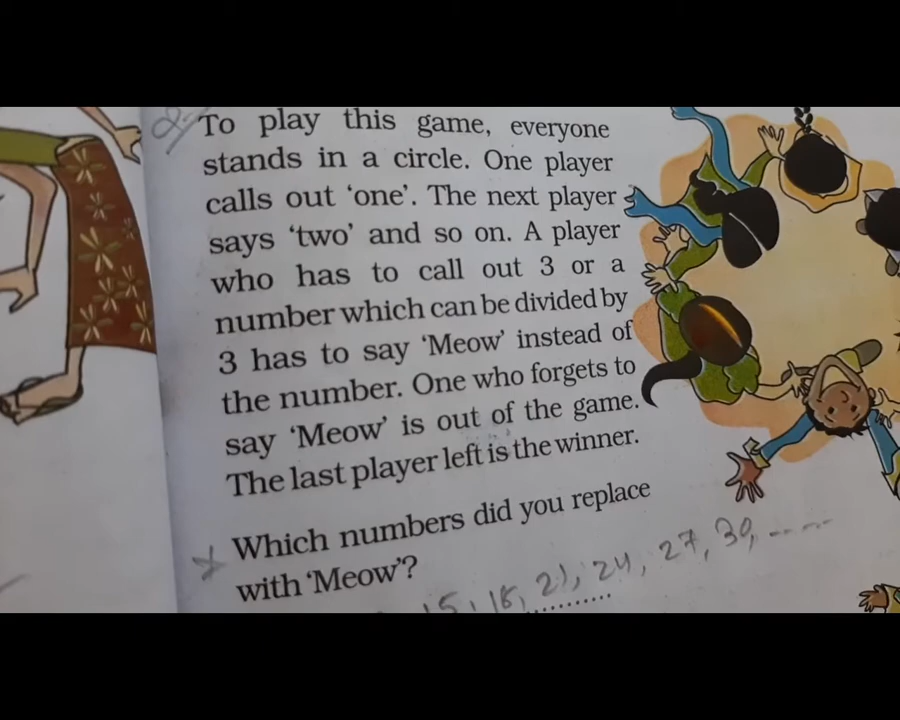 To play this game, everyone
stands in a circle. One player
calls out 'one'. The next player
says 'two' and so on. A player
who has to call out 3 or a
number which can be divided by
3 has to say 'Meow' instead of
the number. One who forgets to
say 'Meow' is out of the game.
The last player left is the winner.
Which numbers did you replace
with 'Meow'?
15, 18, 21, 24, 27, 30, ......